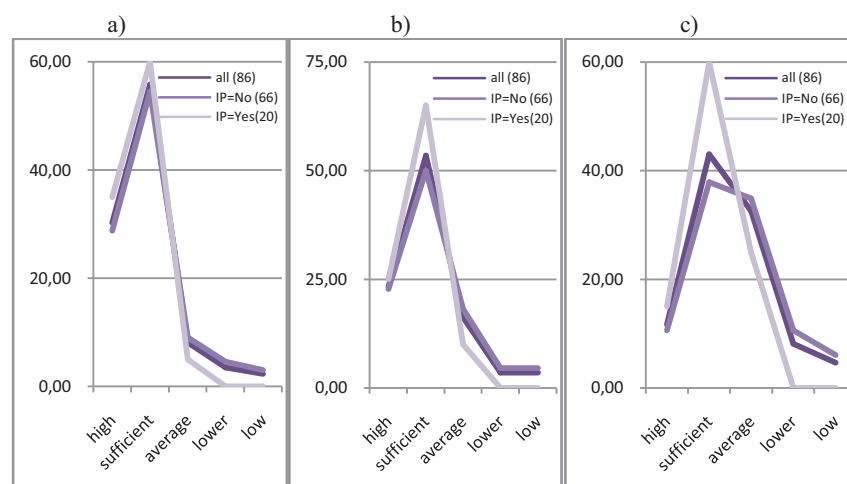 a)
60,00
40,00
20,00
0,00
all (86)
IP=No (66)
IP=Yes(20)
high
sufficient
average
lower
low
b)
75,00
50,00
25,00
0,00
all (86)
IP=No (66)
IP=Yes(20)
high
sufficient
average
lower
low
c)
60,00
40,00
20,00
0,00
all (86)
IP=No (66)
IP=Yes(20)
high
sufficient
average
lower
low